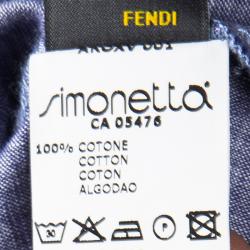 FENDI
simonetta
CA 05476
100% COTONE
COTTON
COTON
ALGODAO
30
P